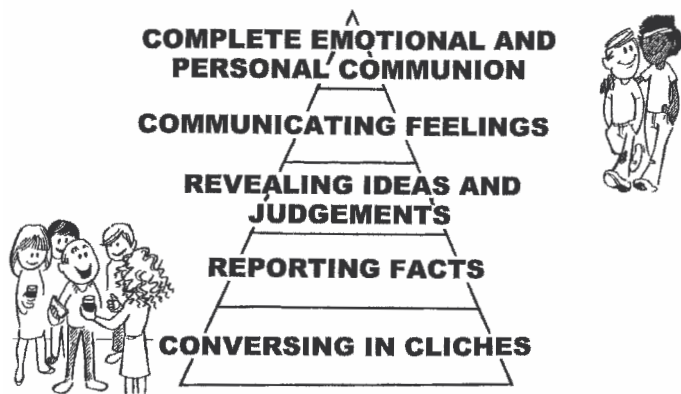 COMPLETE EMOTIONAL AND
PERSONAL COMMUNION
COMMUNICATING FEELINGS
REVEALING IDEAS AND
JUDGEMENTS
REPORTING FACTS
CONVERSING IN CLICHES